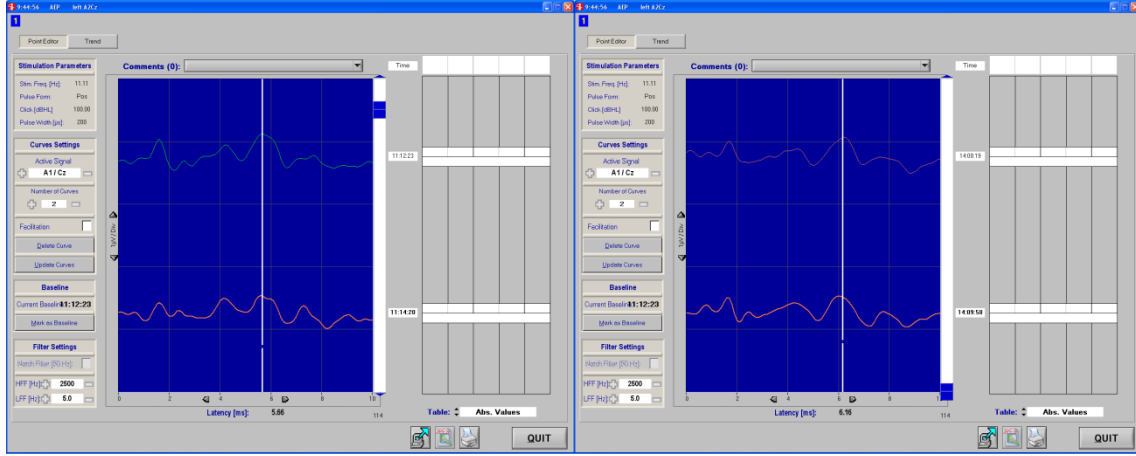 9:44:56 AEP left A2Cz
1
Point Editor Trend
Stimulation Parameters
Comments (0):
Time
Stim. Freq. [Hz]: 11.11
Pulse Form: Pos
Click [dBHL] 100.00
Pulse Width [µs]: 200
Curves Settings
Active Signal
A1 / Cz
11:12:23
Number of Curves
2
Facilitation
1µV / Div
Delete Curve
Update Curves
Baseline
Current Baselin11:12:23
11:14:20
Mark as Baseline
Filter Settings
Notch Filter [50 Hz]:
HFF [Hz]: 2500
LFF [Hz]: 5.0
0 2 4 6 8 10
Latency [ms]: 5.66
114
Table: Abs. Values
QUIT
9:44:56 AEP left A2Cz
1
Point Editor Trend
Stimulation Parameters
Comments (0):
Time
Stim. Freq. [Hz]: 11.11
Pulse Form: Pos
Click [dBHL] 100.00
Pulse Width [µs]: 200
Curves Settings
Active Signal
A1 / Cz
14:00:19
Number of Curves
2
Facilitation
1µV / Div
Delete Curve
Update Curves
Baseline
Current Baselin11:12:23
14:09:58
Mark as Baseline
Filter Settings
Notch Filter [50 Hz]:
HFF [Hz]: 2500
LFF [Hz]: 5.0
0 2 4 6 8
Latency [ms]: 6.16
114
Table: Abs. Values
QUIT